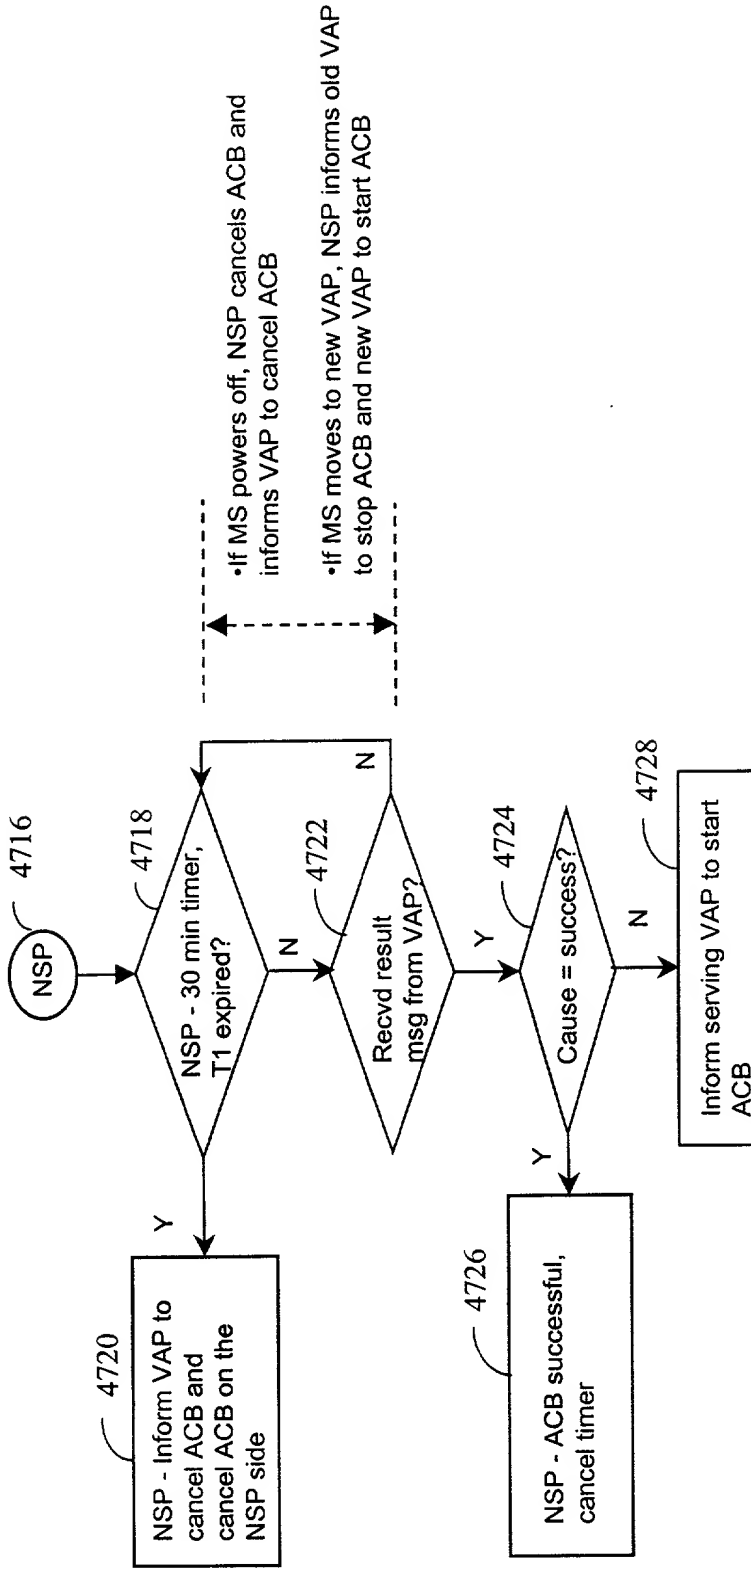 NSP
4716
NSP - 30 min timer,
T1 expired?
4718
Y
N
NSP - Inform VAP to
cancel ACB and
cancel ACB on the
NSP side
4720
Recvd result
msg from VAP?
4722
N
Y
Cause = success?
4724
Y
N
NSP - ACB successful,
cancel timer
4726
Inform serving VAP to start
ACB
4728
•If MS powers off, NSP cancels ACB and
informs VAP to cancel ACB
•If MS moves to new VAP, NSP informs old VAP
to stop ACB and new VAP to start ACB